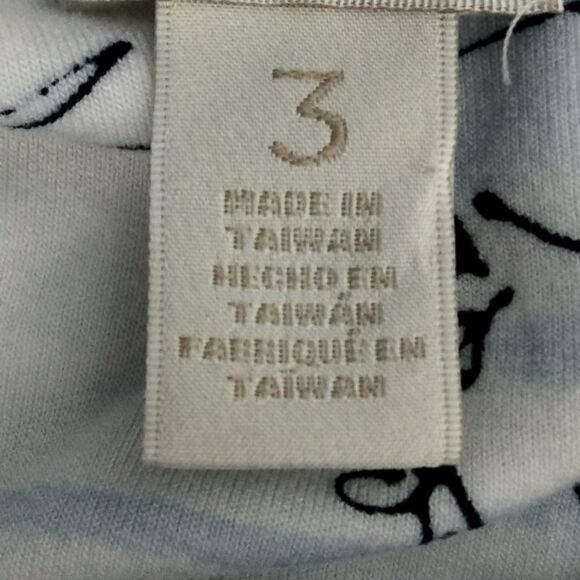 3
MADE IN
TAIWAN
HECHO EN
TAIWÁN
FABRIQUÉ EN
TAÏWAN